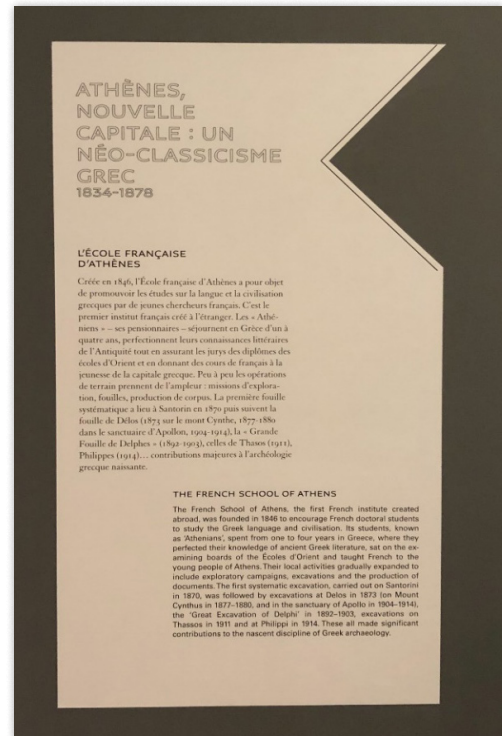 ATHÈNES,
NOUVELLE
CAPITALE : UN
NÉO-CLASSICISME
GREC
1834-1878
L'ÉCOLE FRANÇAISE
D'ATHÈNES
Créée en 1846, l'École française d'Athènes a pour objet
de promouvoir les études sur la langue et la civilisation
grecques par de jeunes chercheurs français. C'est le
premier institut français créé à l'étranger. Les « Athé-
niens » – ses pensionnaires – séjournent en Grèce d'un à
quatre ans, perfectionnent leurs connaissances littéraires
de l'Antiquité tout en assurant les jurys des diplômes des
écoles d'Orient et en donnant des cours de français à la
jeunesse de la capitale grecque. Peu à peu les opérations
de terrain prennent de l'ampleur : missions d'explora-
tion, fouilles, production de corpus. La première fouille
systématique a lieu à Santorin en 1870 puis suivent la
fouille de Délos (1873 sur le mont Cynthe, 1877-1880
dans le sanctuaire d'Apollon, 1904-1914), la « Grande
Fouille de Delphes » (1892-1903), celles de Thasos (1911),
Philippes (1914)… contributions majeures à l'archéologie
grecque naissante.
THE FRENCH SCHOOL OF ATHENS
The French School of Athens, the first French institute created
abroad, was founded in 1846 to encourage French doctoral students
to study the Greek language and civilisation. Its students, known
as 'Athenians', spent from one to four years in Greece, where they
perfected their knowledge of ancient Greek literature, sat on the ex-
amining boards of the Écoles d'Orient and taught French to the
young people of Athens. Their local activities gradually expanded to
include exploratory campaigns, excavations and the production of
documents. The first systematic excavation, carried out on Santorini
in 1870, was followed by excavations at Delos in 1873 (on Mount
Cynthus in 1877–1880, and in the sanctuary of Apollo in 1904–1914),
the 'Great Excavation of Delphi' in 1892–1903, excavations on
Thassos in 1911 and at Philippi in 1914. These all made significant
contributions to the nascent discipline of Greek archaeology.